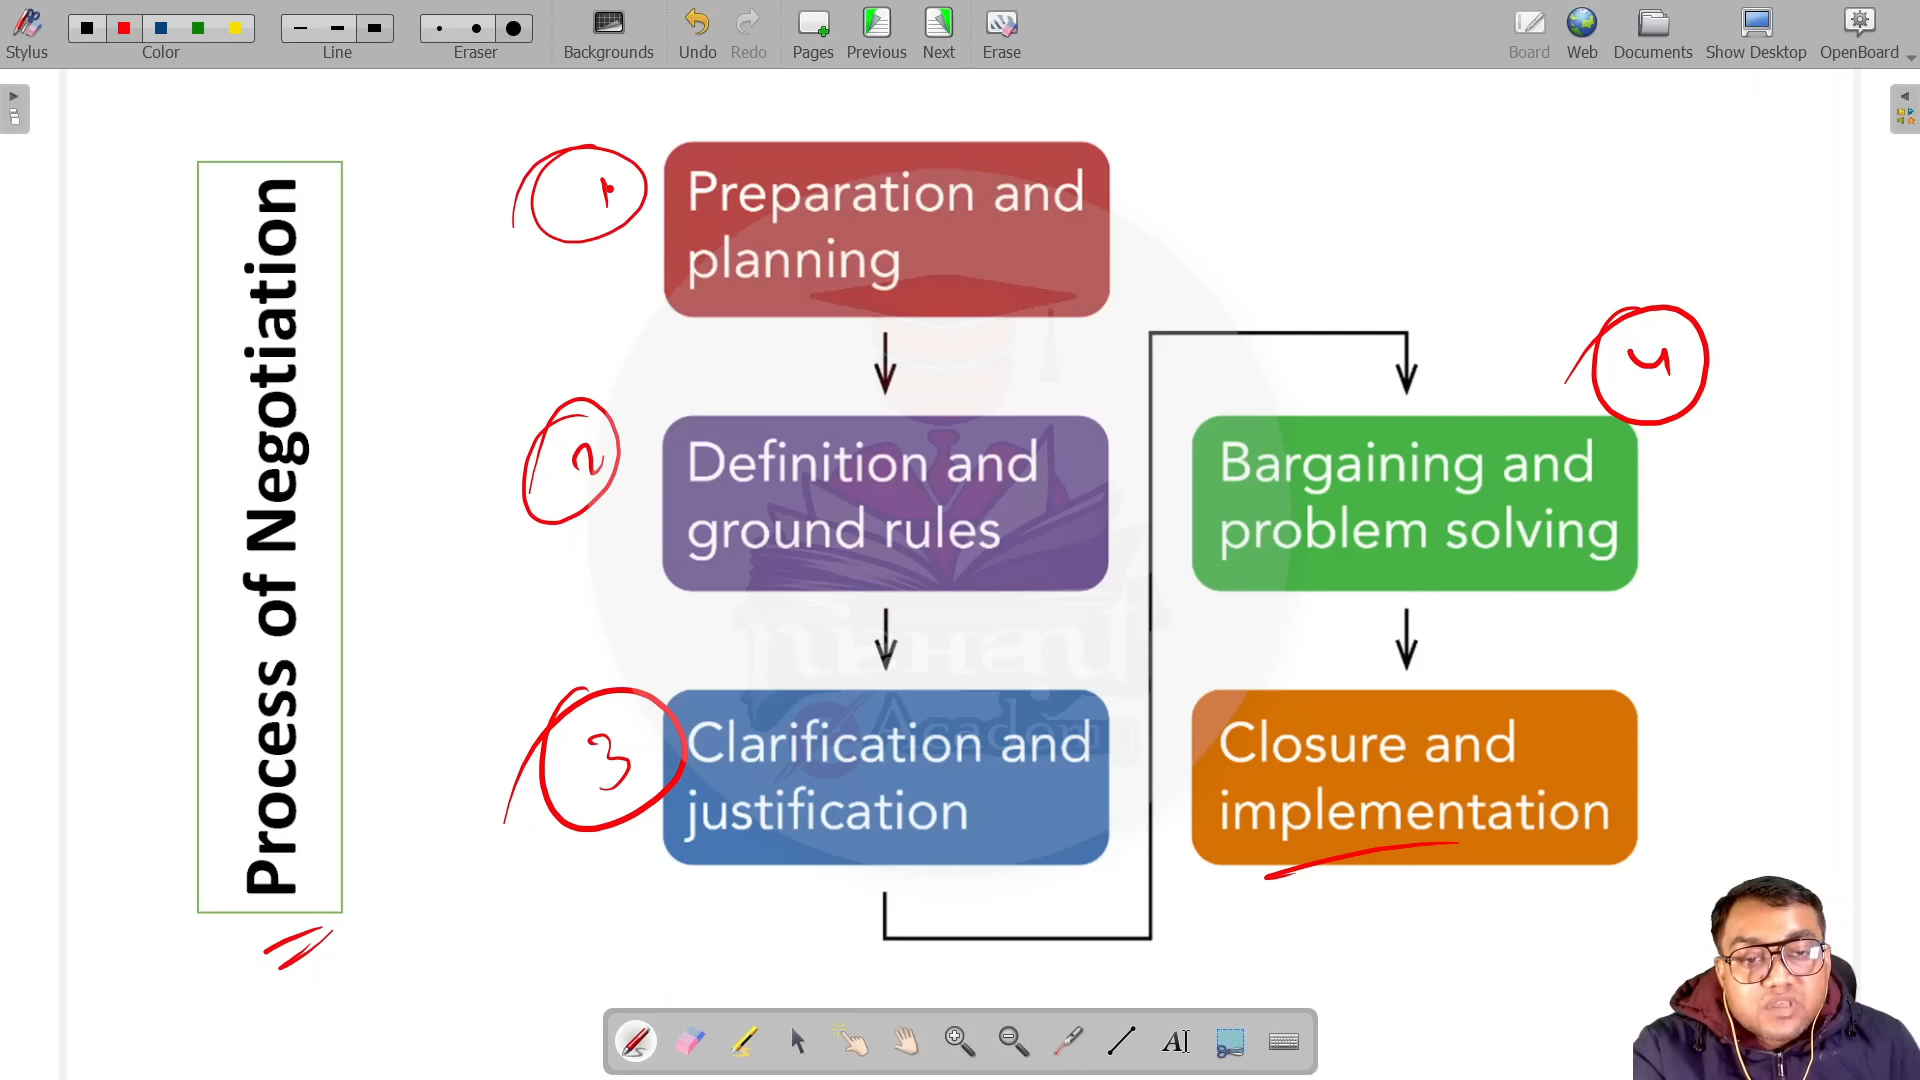 Stylus
Color
Line
Eraser
Backgrounds
Undo
Redo
Pages
Previous
Next
Erase
Board
Web
Documents
Show Desktop
OpenBoard
Process of Negotiation
1
Preparation and
planning
2
Definition and
ground rules
3
Clarification and
justification
4
Bargaining and
problem solving
Closure and
implementation
Academy